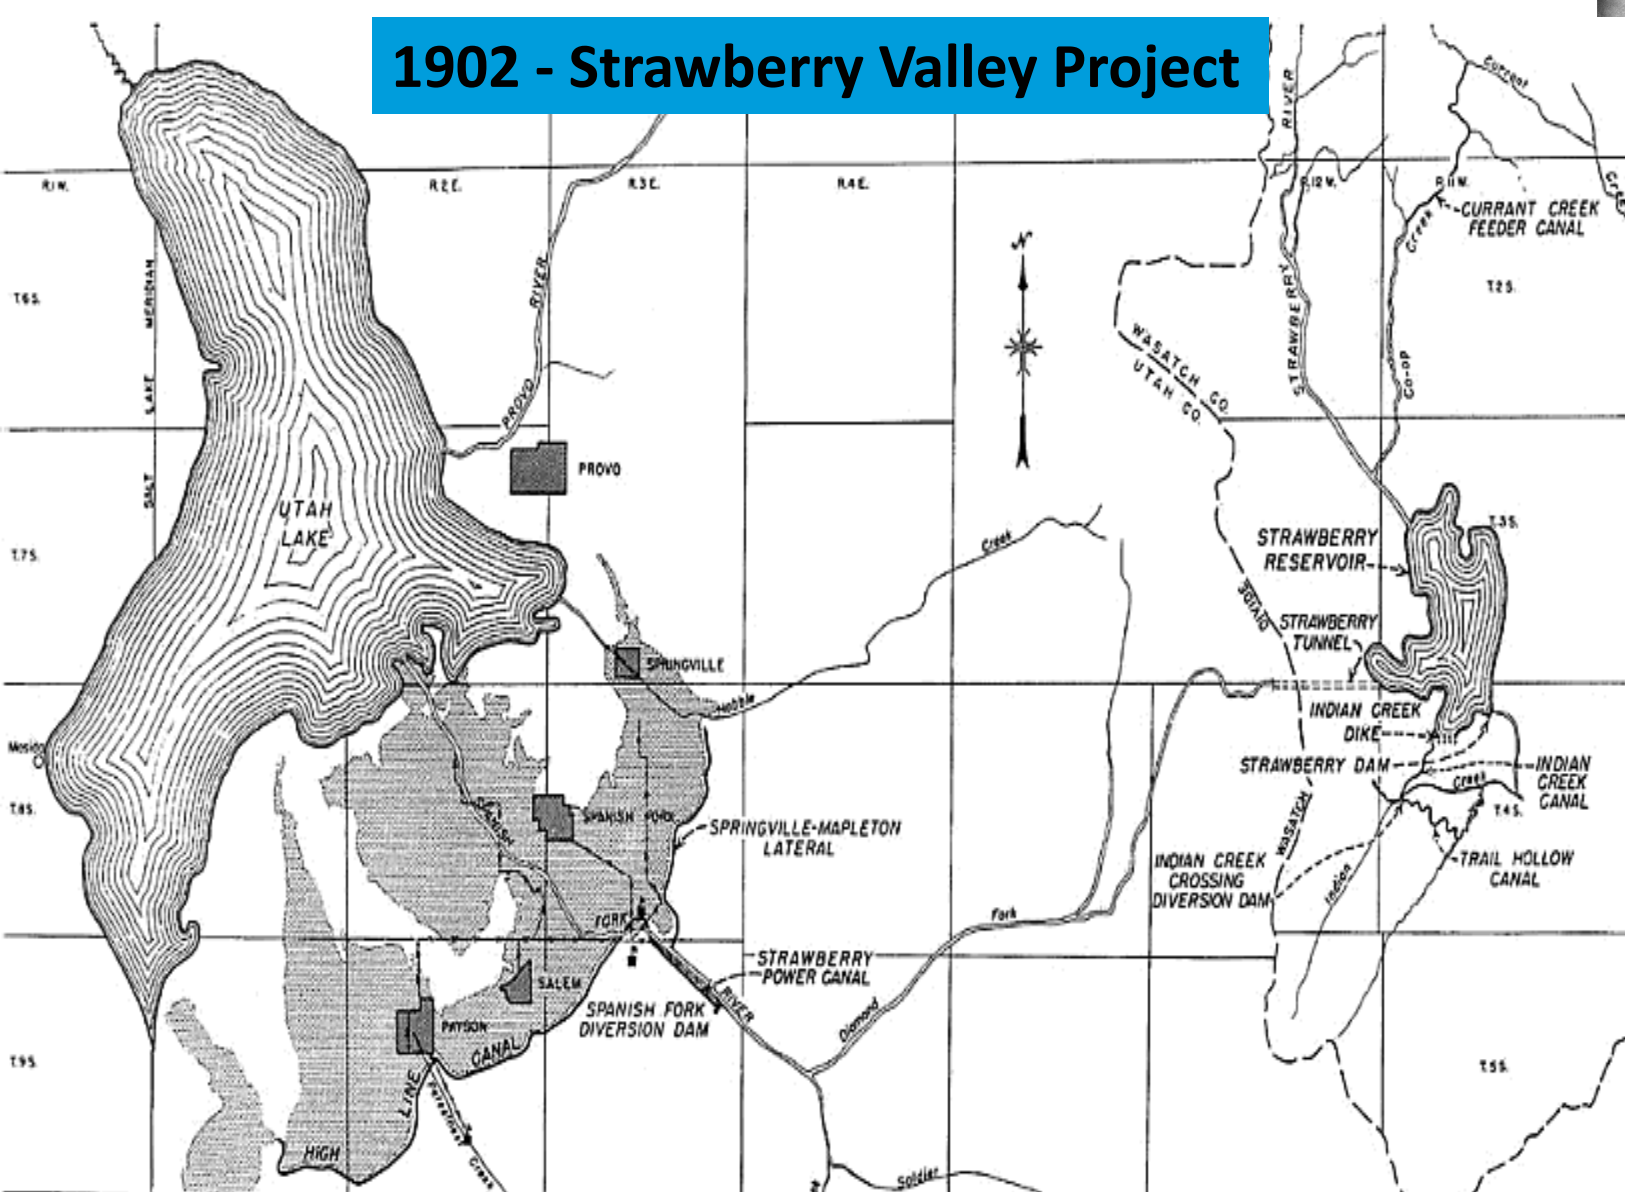 1902 - Strawberry Valley Project
RIVER
Currant
Creek
R.1W.
R.2E.
R.3E.
R.4E.
R.12W.
R.11W.
CURRANT CREEK
FEEDER CANAL
Creek
N
T.6S.
SALT LAKE MERIDIAN
PROVO RIVER
STRAWBERRY
T.2S.
WASATCH CO.
UTAH CO.
Co-op
PROVO
UTAH
LAKE
T.7S.
Creek
STRAWBERRY
RESERVOIR
T.3S.
DIVIDE
STRAWBERRY
TUNNEL
SPRINGVILLE
Hobble
INDIAN CREEK
DIKE
STRAWBERRY DAM
INDIAN
CREEK
CANAL
Creek
T.4S.
T.8S.
SPANISH
SPANISH FORK
SPRINGVILLE-MAPLETON
LATERAL
WASATCH
INDIAN CREEK
CROSSING
DIVERSION DAM
Indian
TRAIL HOLLOW
CANAL
FORK
Fork
STRAWBERRY
POWER CANAL
SALEM
RIVER
SPANISH FORK
DIVERSION DAM
Diamond
PAYSON
CANAL
T.9S.
T.5S.
LINE
Peteetneet
Creek
HIGH
Soldier